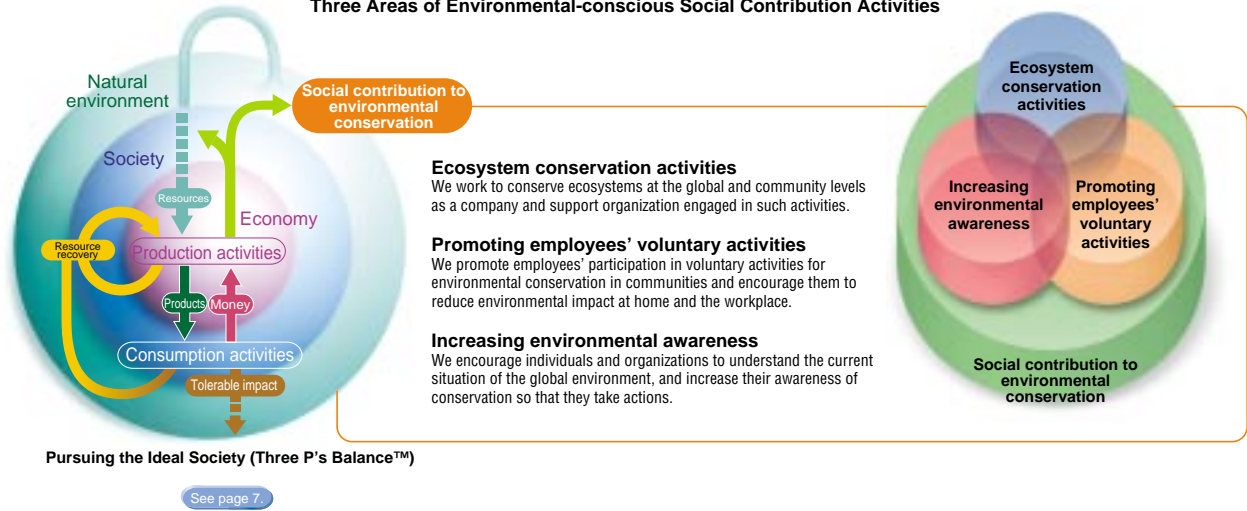 Three Areas of Environmental-conscious Social Contribution Activities
Natural
environment
Society
Resources
Economy
Resource
recovery
Production activities
Products
Money
Consumption activities
Tolerable impact
Pursuing the Ideal Society (Three P's Balance™)
See page 7.
Social contribution to
environmental
conservation
Ecosystem conservation activities
We work to conserve ecosystems at the global and community levels
as a company and support organization engaged in such activities.
Promoting employees’ voluntary activities
We promote employees’ participation in voluntary activities for
environmental conservation in communities and encourage them to
reduce environmental impact at home and the workplace.
Increasing environmental awareness
We encourage individuals and organizations to understand the current
situation of the global environment, and increase their awareness of
conservation so that they take actions.
Ecosystem
conservation
activities
Increasing
environmental
awareness
Promoting
employees’
voluntary
activities
Social contribution to
environmental
conservation